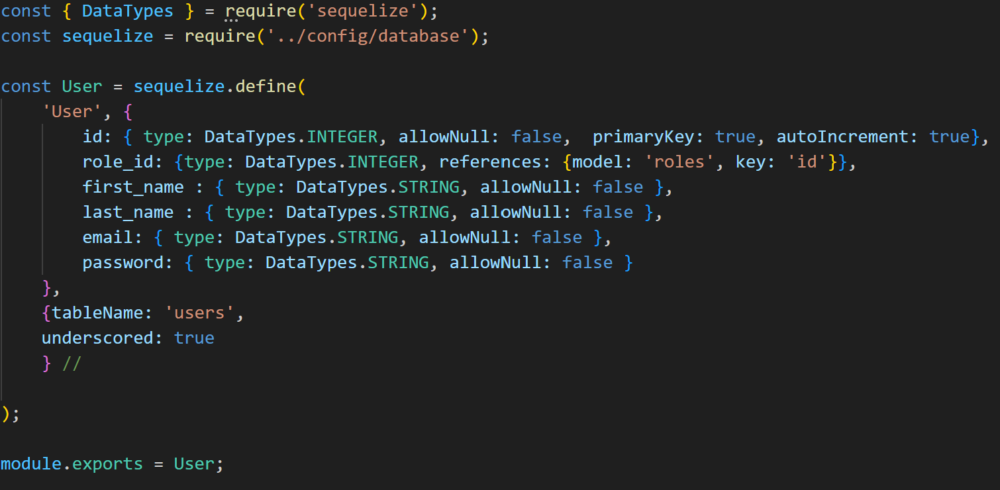 const { DataTypes } = require('sequelize');
const sequelize = require('../config/database');
const User = sequelize.define(
'User', {
id: { type: DataTypes.INTEGER, allowNull: false,  primaryKey: true, autoIncrement: true},
role_id: {type: DataTypes.INTEGER, references: {model: 'roles', key: 'id'}},
first_name : { type: DataTypes.STRING, allowNull: false },
last_name : { type: DataTypes.STRING, allowNull: false },
email: { type: DataTypes.STRING, allowNull: false },
password: { type: DataTypes.STRING, allowNull: false }
},
{tableName: 'users',
underscored: true
} //
);
module.exports = User;